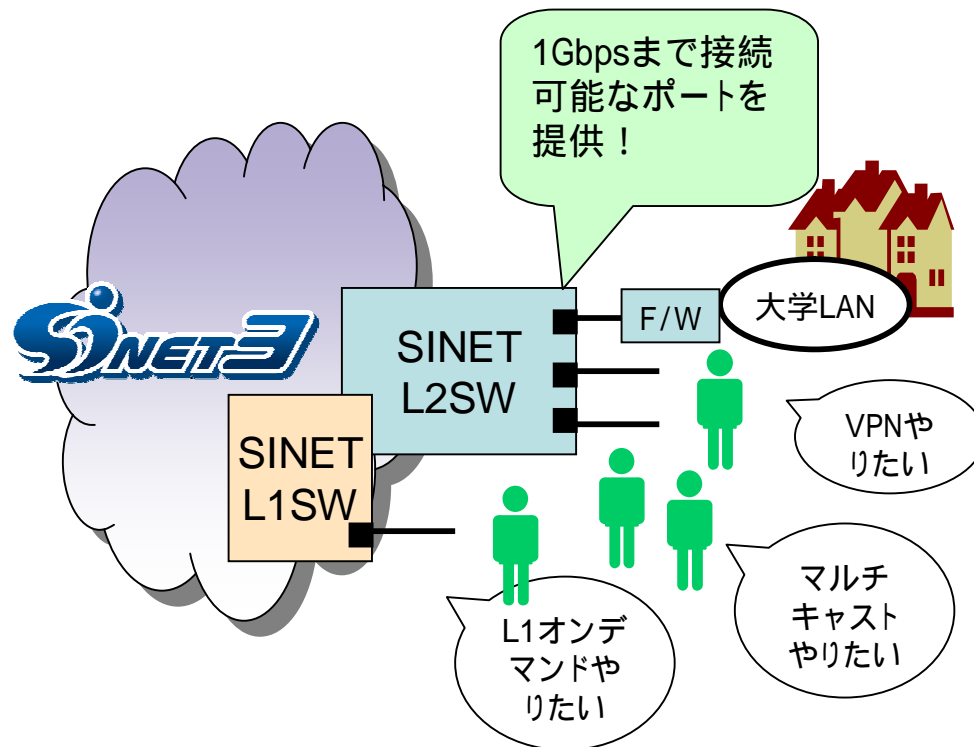 1Gbpsまで接続
可能なポートを
提供！
SINET3
SINET
L2SW
F/W
大学LAN
SINET
L1SW
VPNや
りたい
マルチ
キャスト
やりたい
L1オンデ
マンドや
りたい